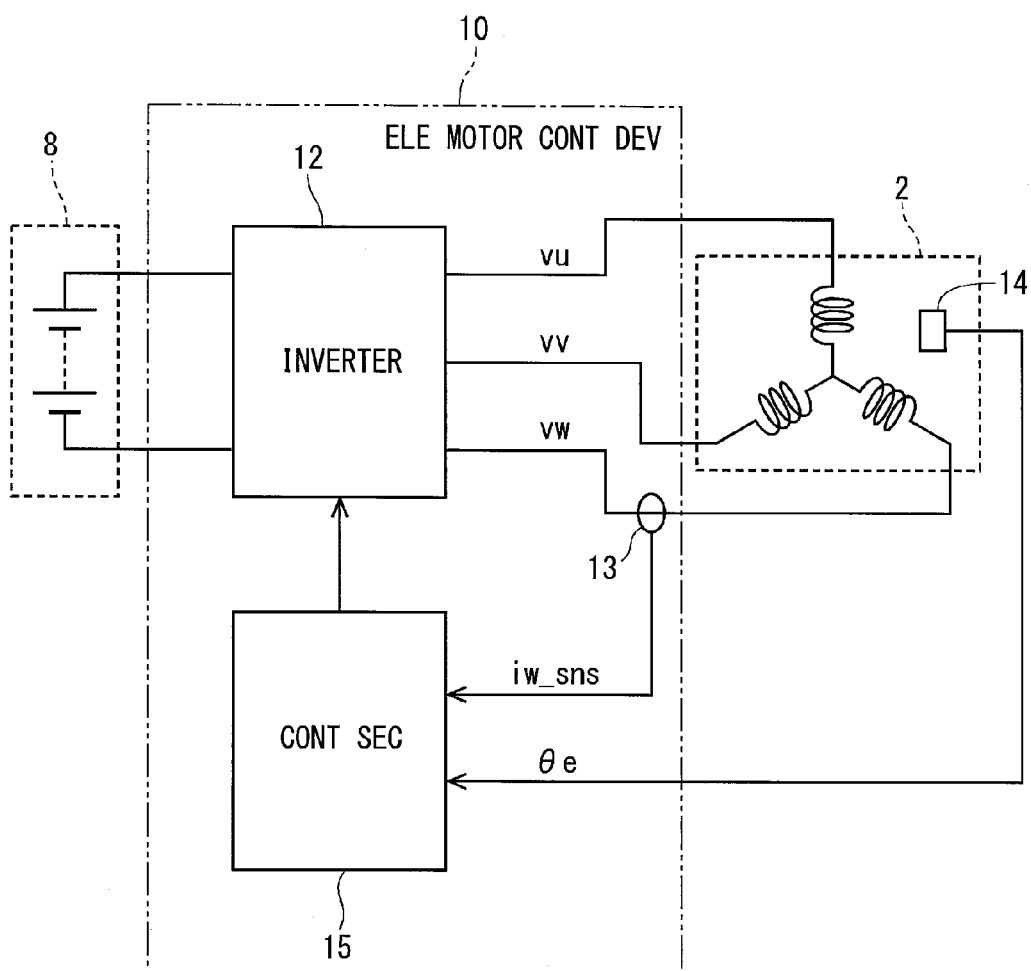 10
ELE MOTOR CONT DEV
8
12
2
vu
14
INVERTER
vv
vw
13
iw_sns
CONT SEC
θe
15